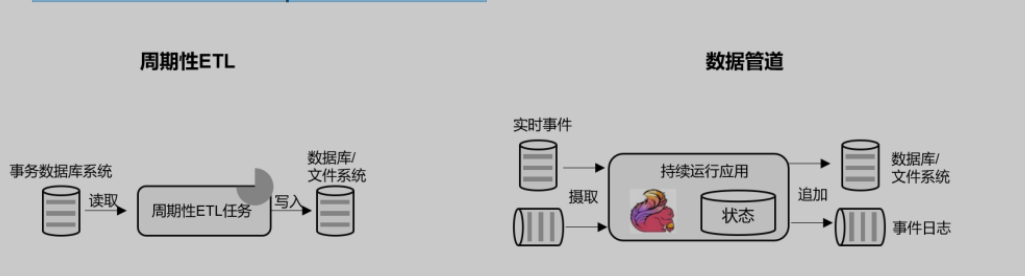 周期性ETL
事务数据库系统
读取
周期性ETL任务
写入
数据库/
文件系统
数据管道
实时事件
摄取
持续运行应用
状态
追加
数据库/
文件系统
事件日志